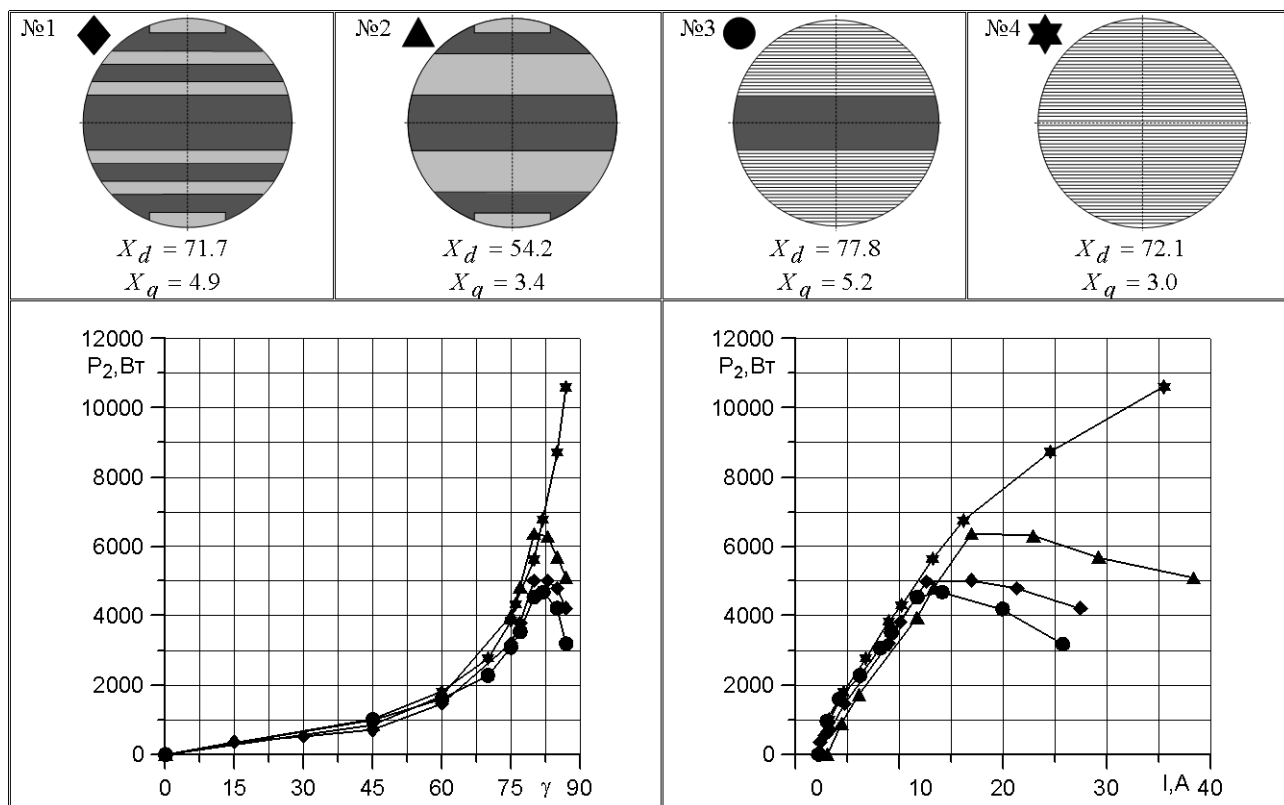 №1
X_d = 71.7
X_q = 4.9
№2
X_d = 54.2
X_q = 3.4
№3
X_d = 77.8
X_q = 5.2
№4
X_d = 72.1
X_q = 3.0
12000
P2,Вт
10000
8000
6000
4000
2000
0
0 15 30 45 60 75 γ 90
12000
P2,Вт
10000
8000
6000
4000
2000
0
0 10 20 30 I,A 40